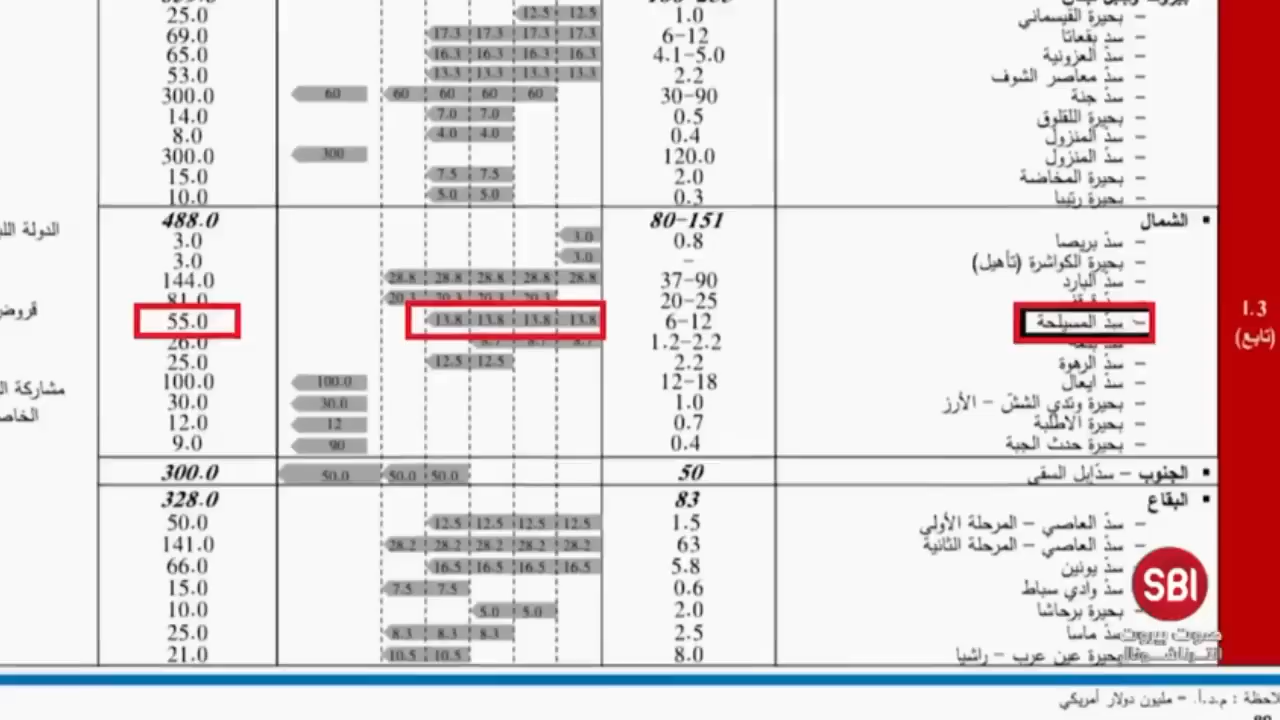 – بحيرة القيسماني 1.0 12.5 12.5 25.0
– سدّ بقعاتا 6-12 17.3 17.3 17.3 17.3 69.0
– سدّ العزونية 4.1-5.0 16.3 16.3 16.3 16.3 65.0
– سدّ معاصر الشوف 2.2 13.3 13.3 13.3 13.3 53.0
– سدّ جنة 30-90 60 60 60 60 60 300.0
– بحيرة اللقلوق 0.5 7.0 7.0 14.0
– سدّ المنزول 0.4 4.0 4.0 8.0
– سدّ المنزول 120.0 300 300.0
– بحيرة المخاضة 2.0 7.5 7.5 15.0
– بحيرة رتيبا 0.3 5.0 5.0 10.0
▪ الشمال 80-151 488.0
– سدّ بريصا 0.8 3.0 3.0
– بحيرة الكواشرة (تأهيل) – 3.0 3.0
– سدّ البارد 37-90 28.8 28.8 28.8 28.8 28.8 144.0
20-25 20.3 20.3 20.3 20.3 81.0
– سدّ المسيلحة 6-12 13.8 13.8 13.8 13.8 55.0
1.2-2.2 8.7 8.7 8.7 26.0
– سدّ الزهوة 2.2 12.5 12.5 25.0
– سدّ ايعال 12-18 100.0 100.0
– بحيرة وتدي الششّ – الأرز 1.0 30.0 30.0
– بحيرة الاطلبة 0.7 12 12.0
– بحيرة حدث الجبة 0.4 90 9.0
▪ الجنوب – سدّابل السقي 50 50.0 50.0 50.0 300.0
▪ البقاع 83 328.0
– سدّ العاصي – المرحلة الأولى 1.5 12.5 12.5 12.5 12.5 50.0
– سدّ العاصي – المرحلة الثانية 63 28.2 28.2 28.2 28.2 28.2 141.0
– سدّ يونين 5.8 16.5 16.5 16.5 16.5 66.0
سدّ وادي سباط 0.6 7.5 7.5 15.0
بحيرة برحاشا 2.0 5.0 5.0 10.0
سدّ ماسا 2.5 8.3 8.3 8.3 25.0
بحيرة عين عرب – راشيا 8.0 10.5 10.5 21.0
I.3
(تابع)
الدولة
مشاركة
SBI
صوت بيروت
انترناشونال
م.د.أ. = مليون دولار أمريكي